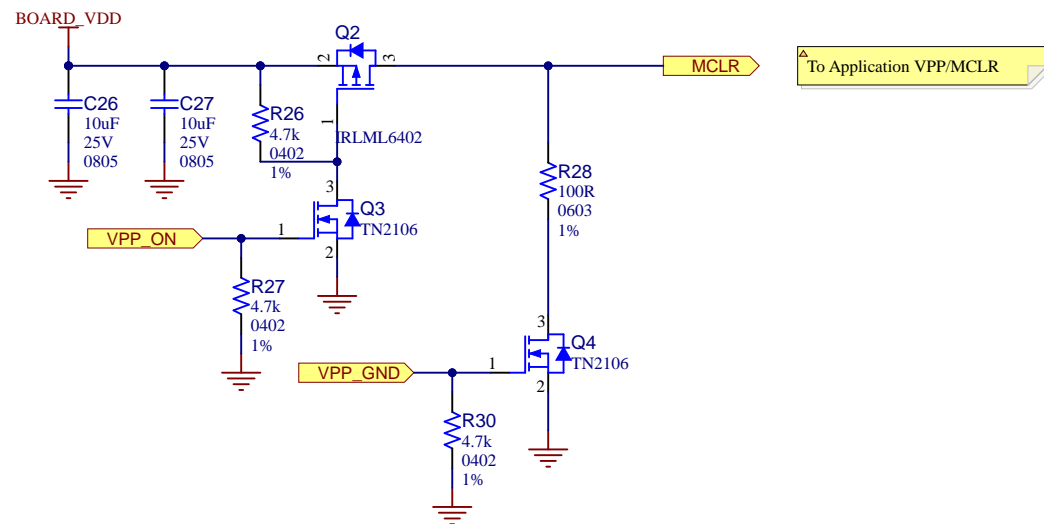 BOARD_VDD
Q2
2
3
MCLR
To Application VPP/MCLR
C26
10uF
25V
0805
C27
10uF
25V
0805
R26
4.7k
0402
1%
1
IRLML6402
R28
100R
0603
1%
3
Q3
TN2106
VPP_ON
1
2
R27
4.7k
0402
1%
3
Q4
TN2106
VPP_GND
1
2
R30
4.7k
0402
1%